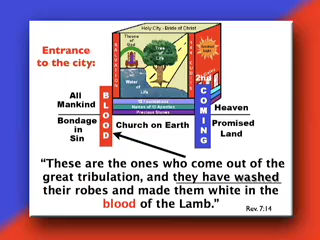 Holy City - Bride of Christ
Throne
of
God
Tree
of
Life
Water
of
Life
SALVATION
Entrance
to the city:
2nd
COMING
BLOOD
All
Mankind
Bondage
in
Sin
12 Foundations
Names of 12 Apostles
Precious Stones
Church on Earth
Heaven
Promised
Land
“These are the ones who come out of the
great tribulation, and they have washed
their robes and made them white in the
blood of the Lamb.”
Rev. 7:14